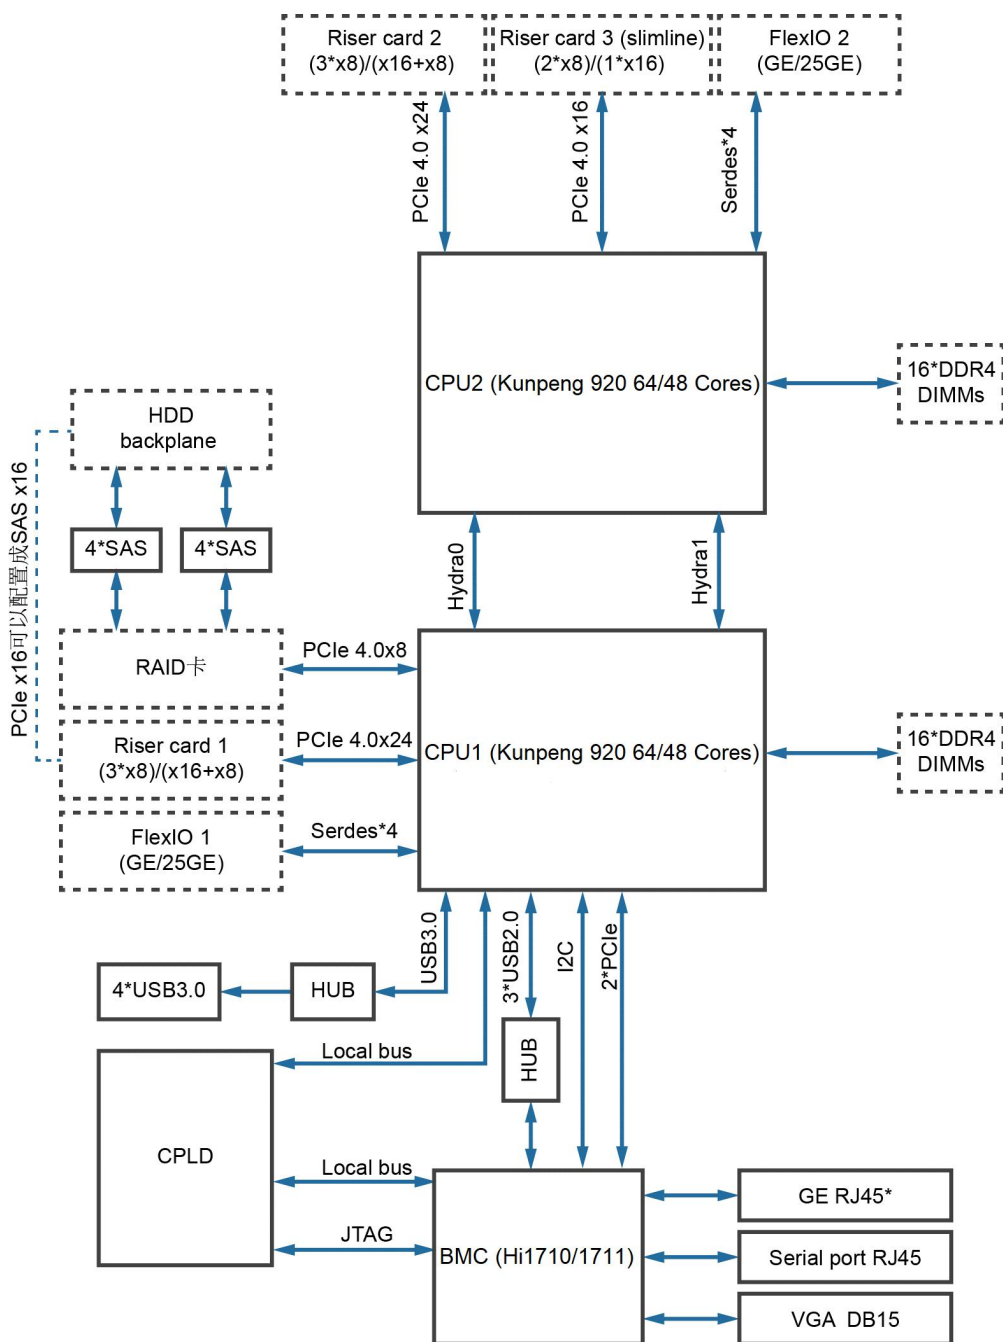 Riser card 2
(3*x8)/(x16+x8)
Riser card 3 (slimline)
(2*x8)/(1*x16)
FlexIO 2
(GE/25GE)
PCIe 4.0 x24
PCIe 4.0 x16
Serdes*4
CPU2 (Kunpeng 920 64/48 Cores)
16*DDR4
DIMMs
HDD
backplane
4*SAS
4*SAS
PCIe x16可以配置成SAS x16
Hydra0
Hydra1
RAID卡
PCIe 4.0x8
Riser card 1
(3*x8)/(x16+x8)
PCIe 4.0x24
CPU1 (Kunpeng 920 64/48 Cores)
16*DDR4
DIMMs
FlexIO 1
(GE/25GE)
Serdes*4
USB3.0
3*USB2.0
I2C
2*PCIe
4*USB3.0
HUB
HUB
Local bus
CPLD
Local bus
JTAG
BMC (Hi1710/1711)
GE RJ45*
Serial port RJ45
VGA DB15